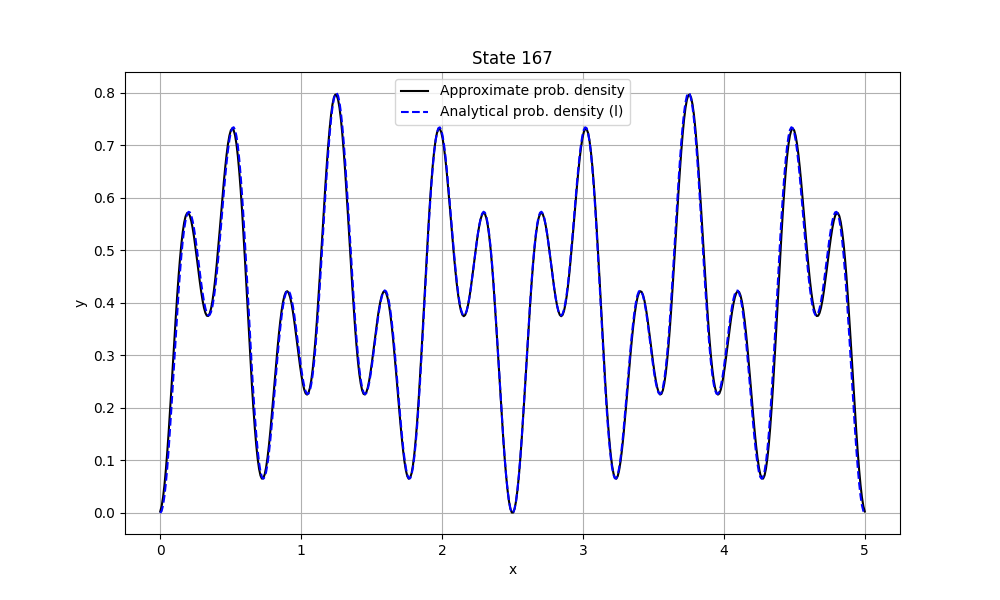 State 167
Approximate prob. density
Analytical prob. density (l)
y
0.8
0.7
0.6
0.5
0.4
0.3
0.2
0.1
0.0
0 1 2 3 4 5
x